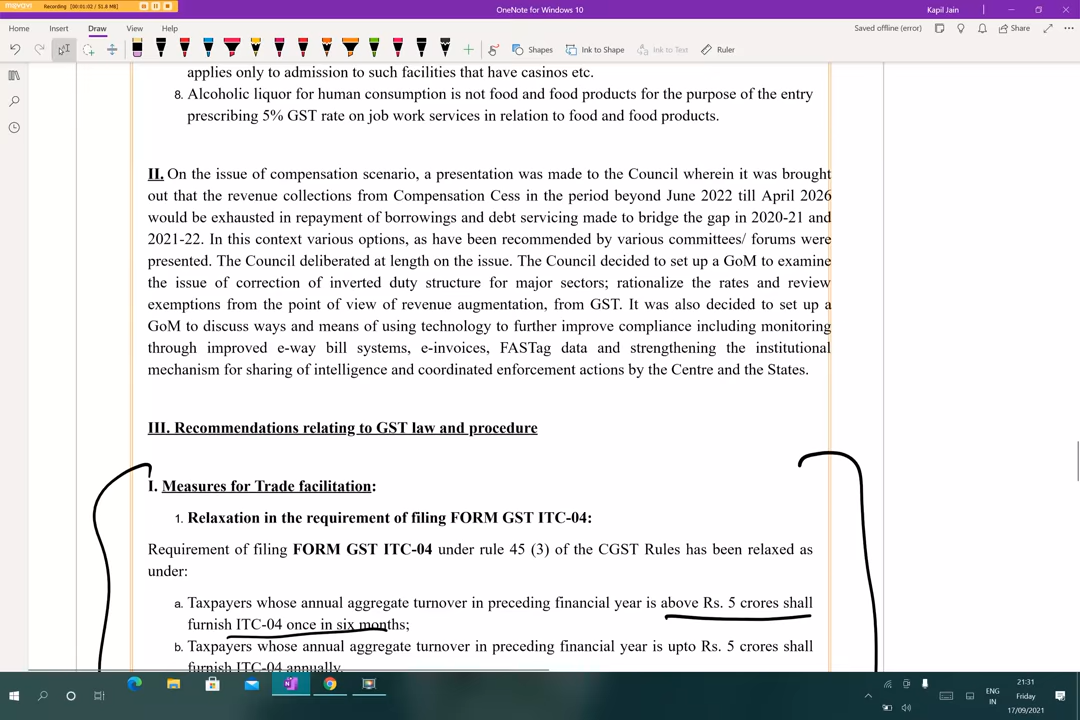 movavi
Recording [00:01:02 / 51.8 MB]
OneNote for Windows 10
Kapil Jain
Home
Insert
Draw
View
Help
Saved offline (error)
Share
Shapes
Ink to Shape
Ink to Text
Ruler
applies only to admission to such facilities that have casinos etc.
8. Alcoholic liquor for human consumption is not food and food products for the purpose of the entry
prescribing 5% GST rate on job work services in relation to food and food products.
II. On the issue of compensation scenario, a presentation was made to the Council wherein it was brought
out that the revenue collections from Compensation Cess in the period beyond June 2022 till April 2026
would be exhausted in repayment of borrowings and debt servicing made to bridge the gap in 2020-21 and
2021-22. In this context various options, as have been recommended by various committees/ forums were
presented. The Council deliberated at length on the issue. The Council decided to set up a GoM to examine
the issue of correction of inverted duty structure for major sectors; rationalize the rates and review
exemptions from the point of view of revenue augmentation, from GST. It was also decided to set up a
GoM to discuss ways and means of using technology to further improve compliance including monitoring
through improved e-way bill systems, e-invoices, FASTag data and strengthening the institutional
mechanism for sharing of intelligence and coordinated enforcement actions by the Centre and the States.
III. Recommendations relating to GST law and procedure
I. Measures for Trade facilitation:
1. Relaxation in the requirement of filing FORM GST ITC-04:
Requirement of filing FORM GST ITC-04 under rule 45 (3) of the CGST Rules has been relaxed as
under:
a. Taxpayers whose annual aggregate turnover in preceding financial year is above Rs. 5 crores shall
furnish ITC-04 once in six months;
b. Taxpayers whose annual aggregate turnover in preceding financial year is upto Rs. 5 crores shall
furnish ITC-04 annually.
ENG
IN
21:31
Friday
17/09/2021